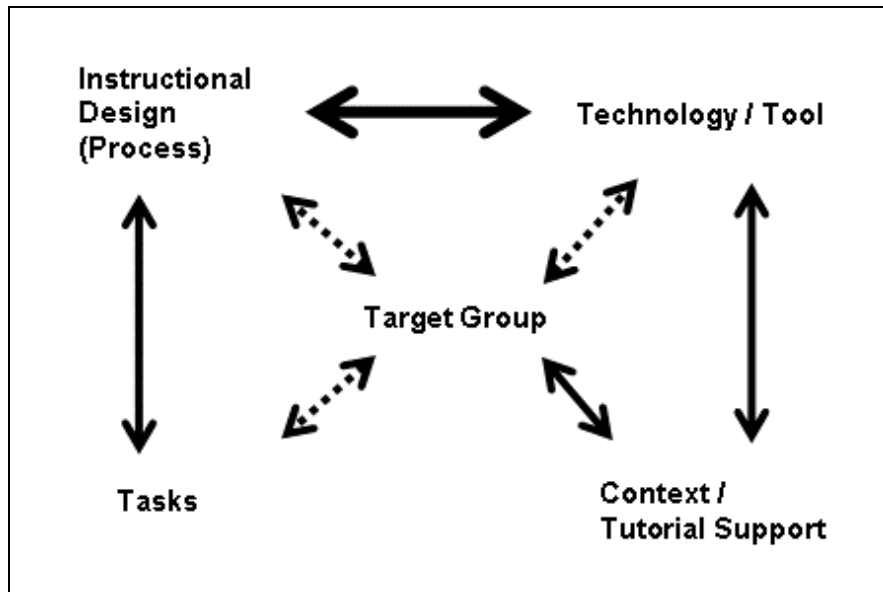 Instructional
Design
(Process)
Technology / Tool
Target Group
Tasks
Context /
Tutorial Support